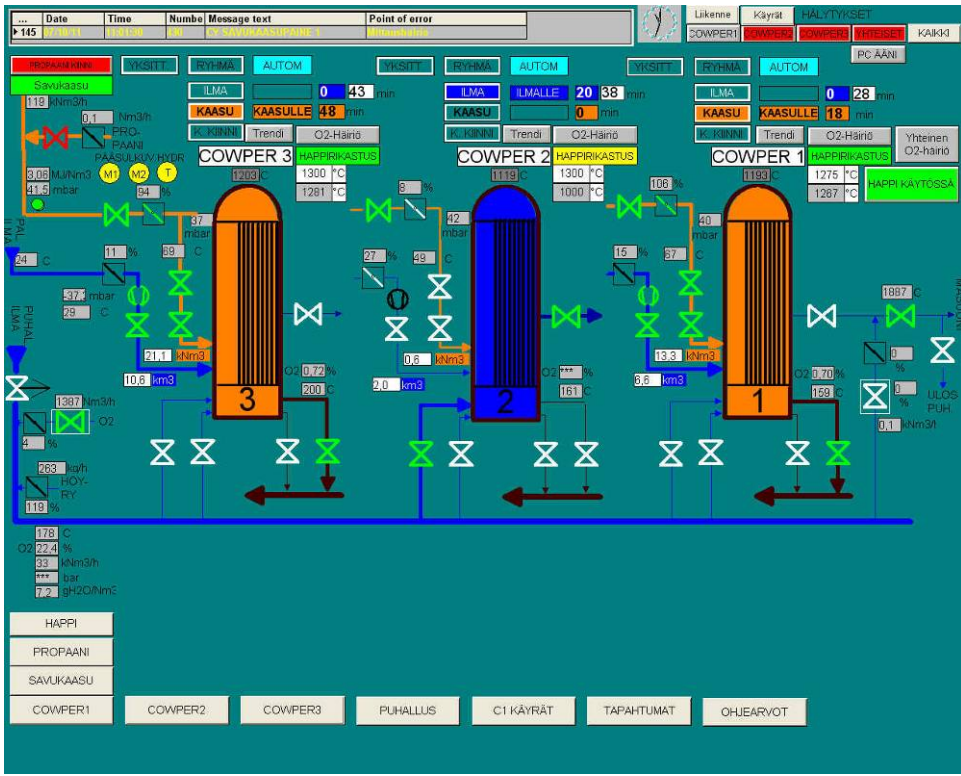 ... Date Time Numbe Message text Point of error
145 07/10/11 11:01:30 430 CY SAVUKAASUPAINE 1 Mittaushäiriö
Liikenne Käyrät HÄLYTYKSET
COWPER1 COWPER2 COWPER3 YHTEISET KAIKKI
PC ÄÄNI
PROPAANI KIINNI YKSITT RYHMÄ AUTOM YKSITT RYHMÄ AUTOM YKSITT RYHMÄ AUTOM
Savukaasu
ILMA 0 43 min ILMA ILMALLE 20 38 min ILMA 0 28 min
119 kNm3/h
KAASU KAASULLE 48 min KAASU 0 min KAASU KAASULLE 18 min
0,1 Nm3/h
K. KIINNI Trendi O2-Häiriö K. KIINNI Trendi O2-Häiriö K. KIINNI Trendi O2-Häiriö
Yhteinen
O2-häiriö
PRO-
PAANI
PÄÄSULKUV.HYDR
COWPER 3 HAPPIRIKASTUS COWPER 2 HAPPIRIKASTUS COWPER 1 HAPPIRIKASTUS
3,06 MJ/Nm3 M1 M2 T
1203 C 1300 °C 1119 C 1300 °C 1193 C 1275 °C
HAPPI KÄYTÖSSÄ
41,5 mbar 94 % 1281 °C 8 % 1000 °C 106 % 1267 °C
37 mbar 42 mbar 40 mbar
PAL. ILMA
24 C 11 % 69 C 27 % 49 C 15 % 67 C
-37,3 mbar
29 C
1887 C
PUHAL. ILMA
MASUUNI
21,1 kNm3 0,6 kNm3 13,3 kNm3
0 %
10,6 km3 O2 0,72 % 2,0 km3 O2 *** % 6,6 km3 O2 0,70 %
3 200 C 2 161 C 1 159 C
0 %
ULOS
PUH.
1387 Nm3/h
O2
0,1 kNm3/h
4 %
263 kg/h
HÖY-
RY
119 %
178 C
O2 22,4 %
33 kNm3/h
*** bar
7,2 gH2O/Nm3
HAPPI
PROPAANI
SAVUKAASU
COWPER1 COWPER2 COWPER3 PUHALLUS C1 KÄYRÄT TAPAHTUMAT OHJEARVOT